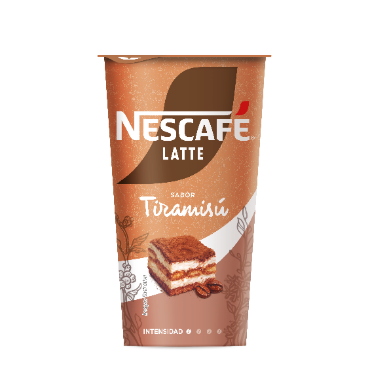 NESCAFÉ
LATTE
SABOR
Tiramisú
INTENSIDAD